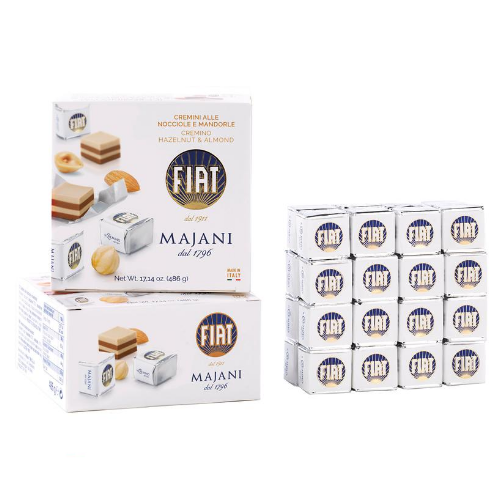 CREMINI ALLE
NOCCIOLE E MANDORLE
CREMINO
HAZELNUT & ALMOND
FIAT
dal 1911
MAJANI
dal 1796
Net Wt. 17,14 oz. (486 g)
MADE IN
ITALY
FIAT
dal 1911
MAJANI
dal 1796
MAJANI
FIAT FIAT FIAT FIAT
FIAT FIAT FIAT FIAT
FIAT FIAT FIAT FIAT
FIAT FIAT FIAT FIAT